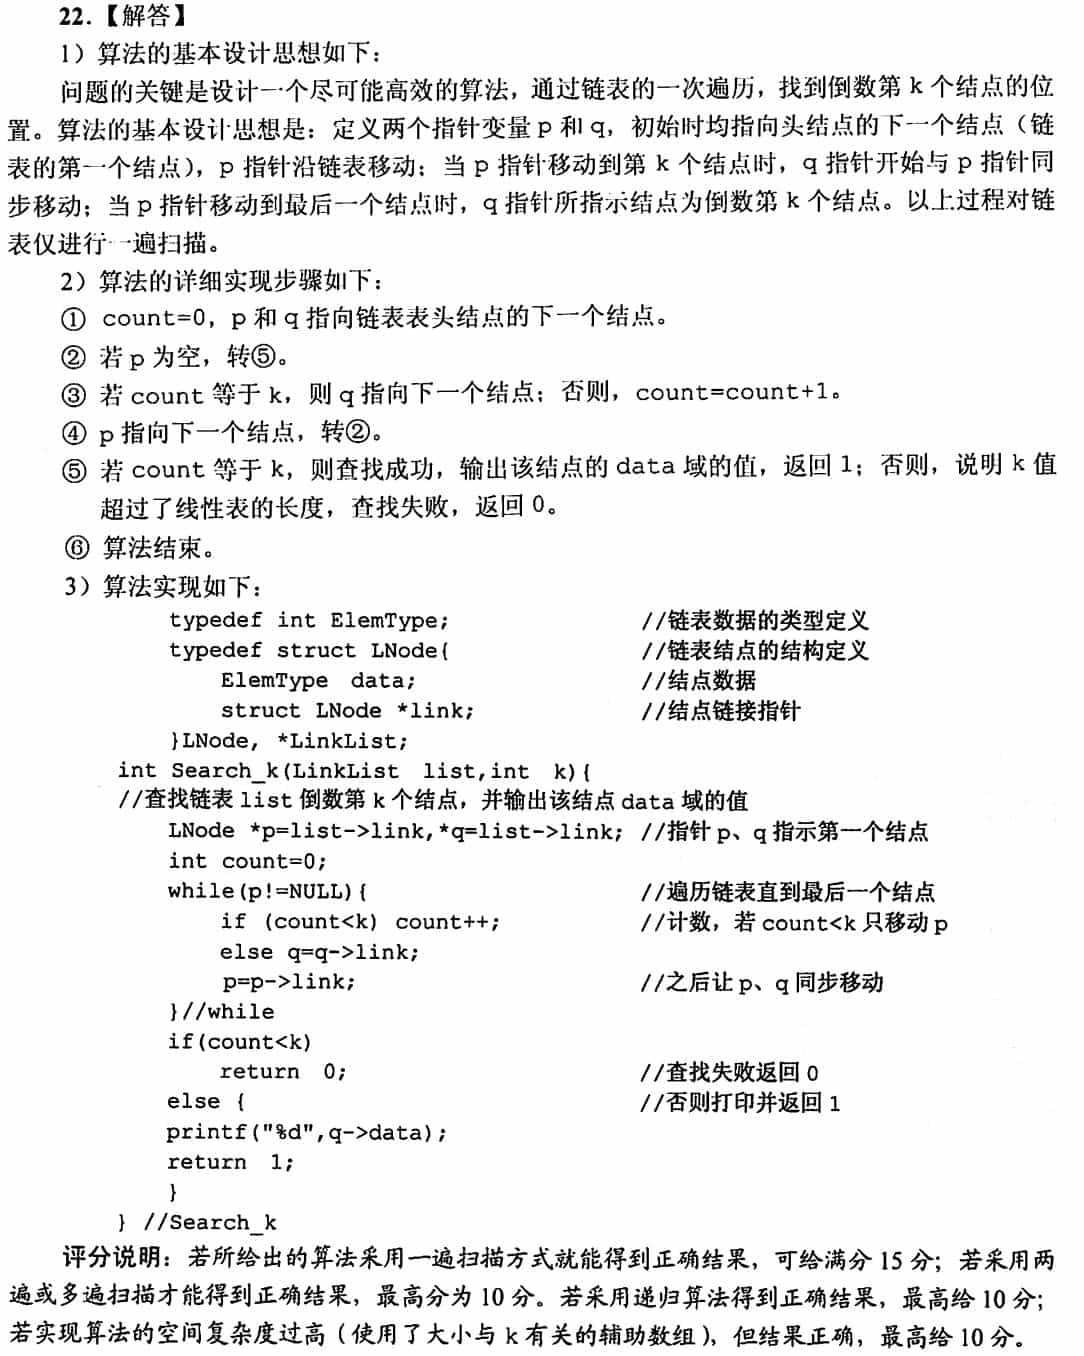 22.【解答】
1）算法的基本设计思想如下：
问题的关键是设计一个尽可能高效的算法，通过链表的一次遍历，找到倒数第 k 个结点的位
置。算法的基本设计思想是：定义两个指针变量 p 和 q，初始时均指向头结点的下一个结点（链
表的第一个结点），p 指针沿链表移动；当 p 指针移动到第 k 个结点时，q 指针开始与 p 指针同
步移动；当 p 指针移动到最后一个结点时，q 指针所指示结点为倒数第 k 个结点。以上过程对链
表仅进行一遍扫描。
2）算法的详细实现步骤如下：
① count=0，p 和 q 指向链表表头结点的下一个结点。
② 若 p 为空，转⑤。
③ 若 count 等于 k，则 q 指向下一个结点；否则，count=count+1。
④ p 指向下一个结点，转②。
⑤ 若 count 等于 k，则查找成功，输出该结点的 data 域的值，返回 1；否则，说明 k 值
超过了线性表的长度，查找失败，返回 0。
⑥ 算法结束。
3）算法实现如下：
typedef int ElemType; //链表数据的类型定义
typedef struct LNode{ //链表结点的结构定义
ElemType data; //结点数据
struct LNode *link; //结点链接指针
}LNode, *LinkList;
int Search_k(LinkList list,int k){
//查找链表 list 倒数第 k 个结点，并输出该结点 data 域的值
LNode *p=list->link,*q=list->link; //指针 p、q 指示第一个结点
int count=0;
while(p!=NULL){ //遍历链表直到最后一个结点
if (count<k) count++; //计数，若 count<k 只移动 p
else q=q->link;
p=p->link; //之后让 p、q 同步移动
}//while
if(count<k)
return 0; //查找失败返回 0
else { //否则打印并返回 1
printf("%d",q->data);
return 1;
}
} //Search_k
评分说明：若所给出的算法采用一遍扫描方式就能得到正确结果，可给满分 15 分；若采用两
遍或多遍扫描才能得到正确结果，最高分为 10 分。若采用递归算法得到正确结果，最高给 10 分；
若实现算法的空间复杂度过高（使用了大小与 k 有关的辅助数组），但结果正确，最高给 10 分。